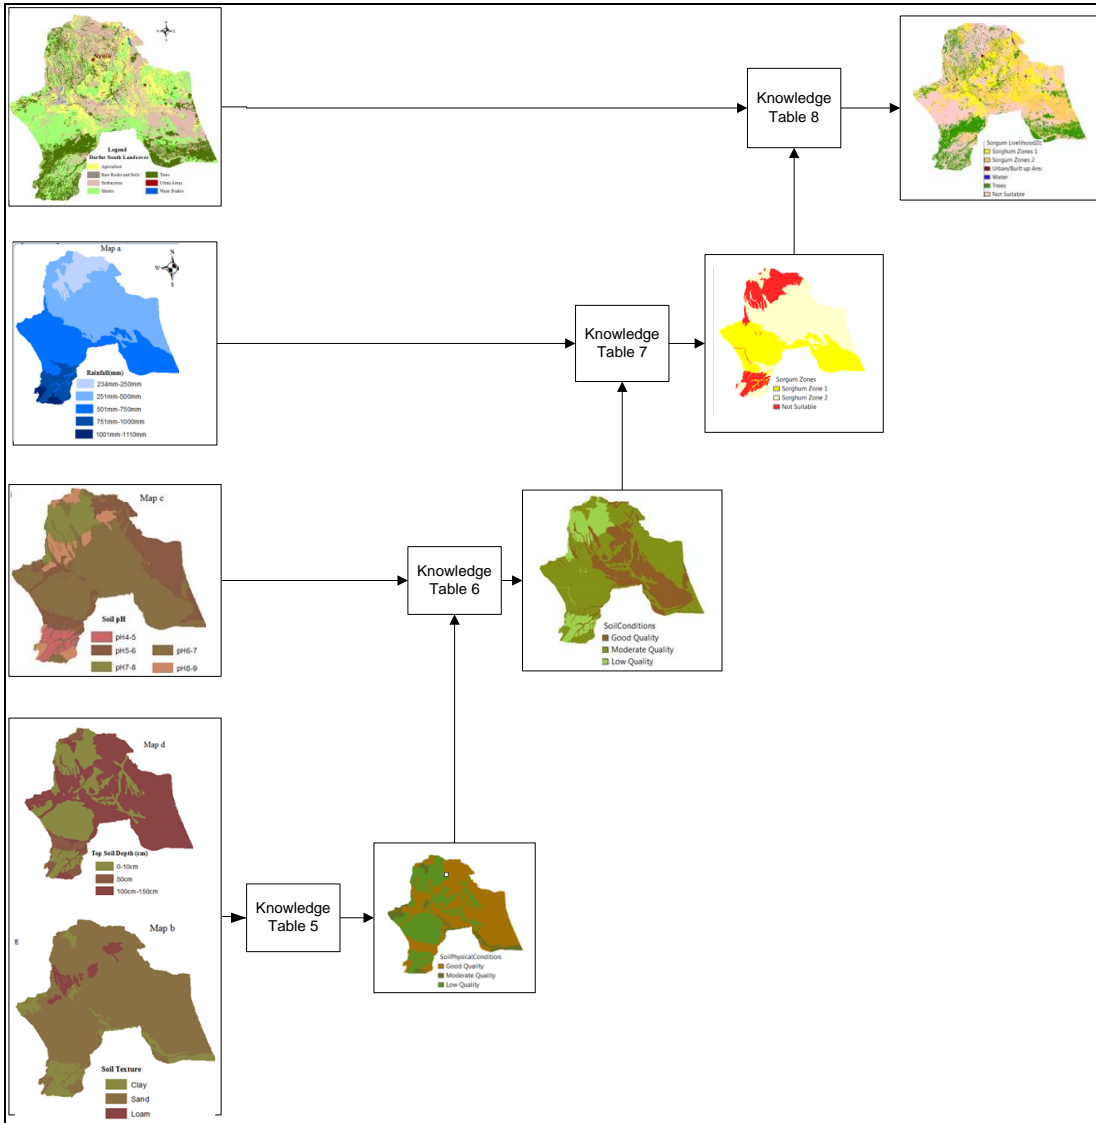 Nyala
Legend
Darfur South Landcover
Agriculture
Bare Rocks and Soils
Herbaceous
Shrubs
Trees
Urban Areas
Water Bodies
Knowledge
Table 8
Sorgum LivelihoodZo
Sorghum Zones 1
Sorgum Zones 2
Urban/Built up Area
Water
Trees
Not Suitable
Map a
N
W
S
Rainfall(mm)
234mm-250mm
251mm-500mm
501mm-750mm
751mm-1000mm
1001mm-1110mm
Knowledge
Table 7
Sorgum Zones
Sorghum Zone 1
Sorghum Zone 2
Not Suitable
Map c
Soil pH
pH4-5
pH5-6
pH7-8
pH6-7
pH8-9
Knowledge
Table 6
SoilConditions
Good Quality
Moderate Quality
Low Quality
Map d
Top Soil Depth (cm)
0-10cm
50cm
100cm-150cm
Map b
E
Soil Texture
Clay
Sand
Loam
Knowledge
Table 5
SoilPhysicalCondition
Good Quality
Moderate Quality
Low Quality